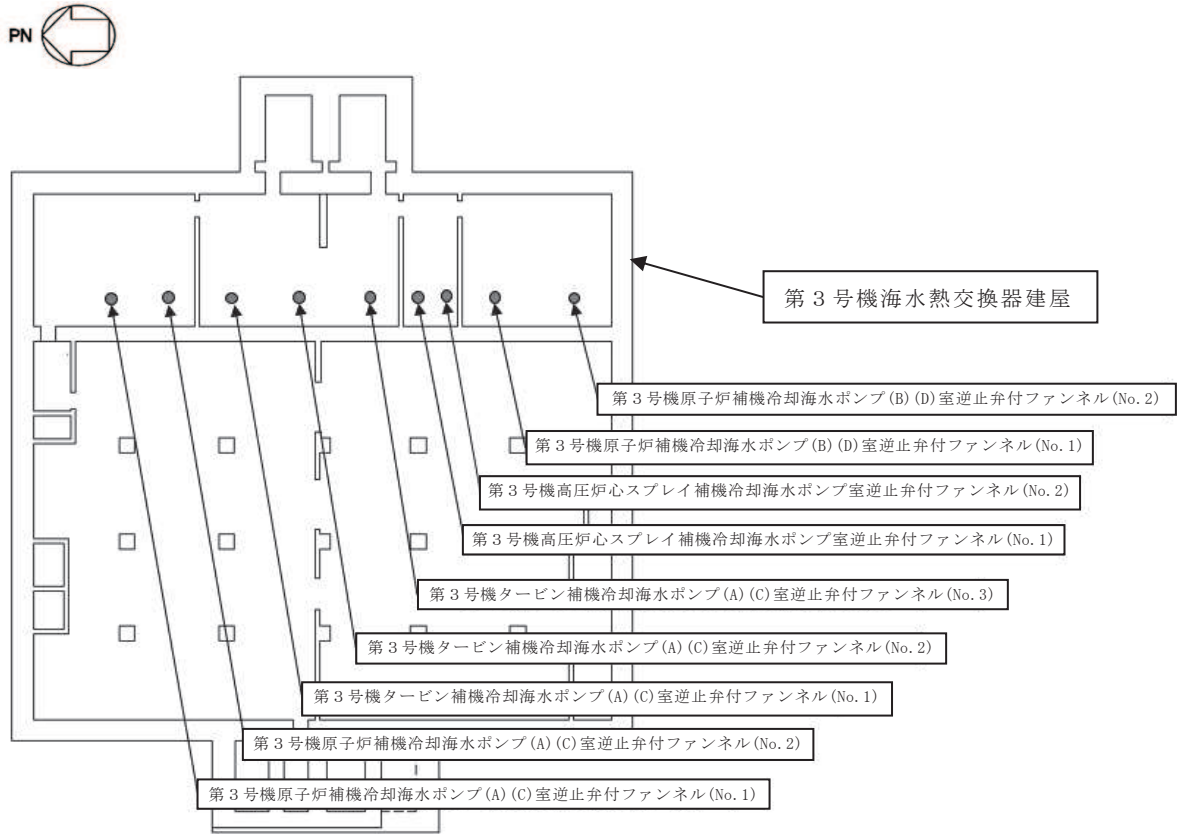 PN
第３号機海水熱交換器建屋
第３号機原子炉補機冷却海水ポンプ(B)(D)室逆止弁付ファンネル(No.2)
第３号機原子炉補機冷却海水ポンプ(B)(D)室逆止弁付ファンネル(No.1)
第３号機高圧炉心スプレイ補機冷却海水ポンプ室逆止弁付ファンネル(No.2)
第３号機高圧炉心スプレイ補機冷却海水ポンプ室逆止弁付ファンネル(No.1)
第３号機タービン補機冷却海水ポンプ(A)(C)室逆止弁付ファンネル(No.3)
第３号機タービン補機冷却海水ポンプ(A)(C)室逆止弁付ファンネル(No.2)
第３号機タービン補機冷却海水ポンプ(A)(C)室逆止弁付ファンネル(No.1)
第３号機原子炉補機冷却海水ポンプ(A)(C)室逆止弁付ファンネル(No.2)
第３号機原子炉補機冷却海水ポンプ(A)(C)室逆止弁付ファンネル(No.1)